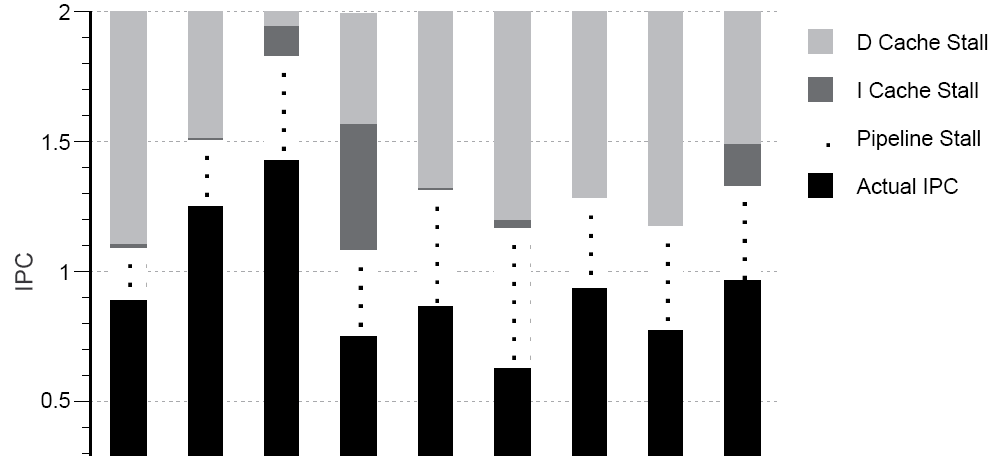 2
1.5
1
0.5
IPC
D Cache Stall
I Cache Stall
Pipeline Stall
Actual IPC